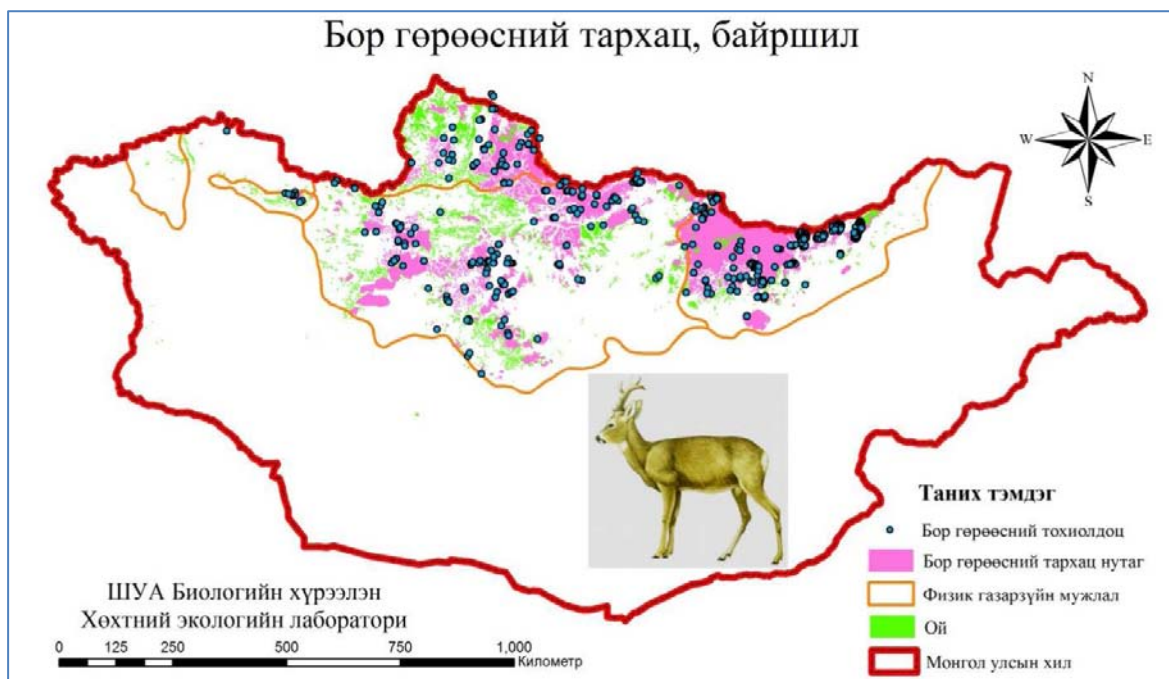 Бор гөрөөсний тархац, байршил
N
W
E
S
Таних тэмдэг
Бор гөрөөсний тохиолдоц
Бор гөрөөсний тархац нутаг
Физик газарзүйн мужлал
Ой
Монгол улсын хил
ШУА Биологийн хүрээлэн
Хөхтний экологийн лаборатори
0 125 250 500 750 1,000
Километр